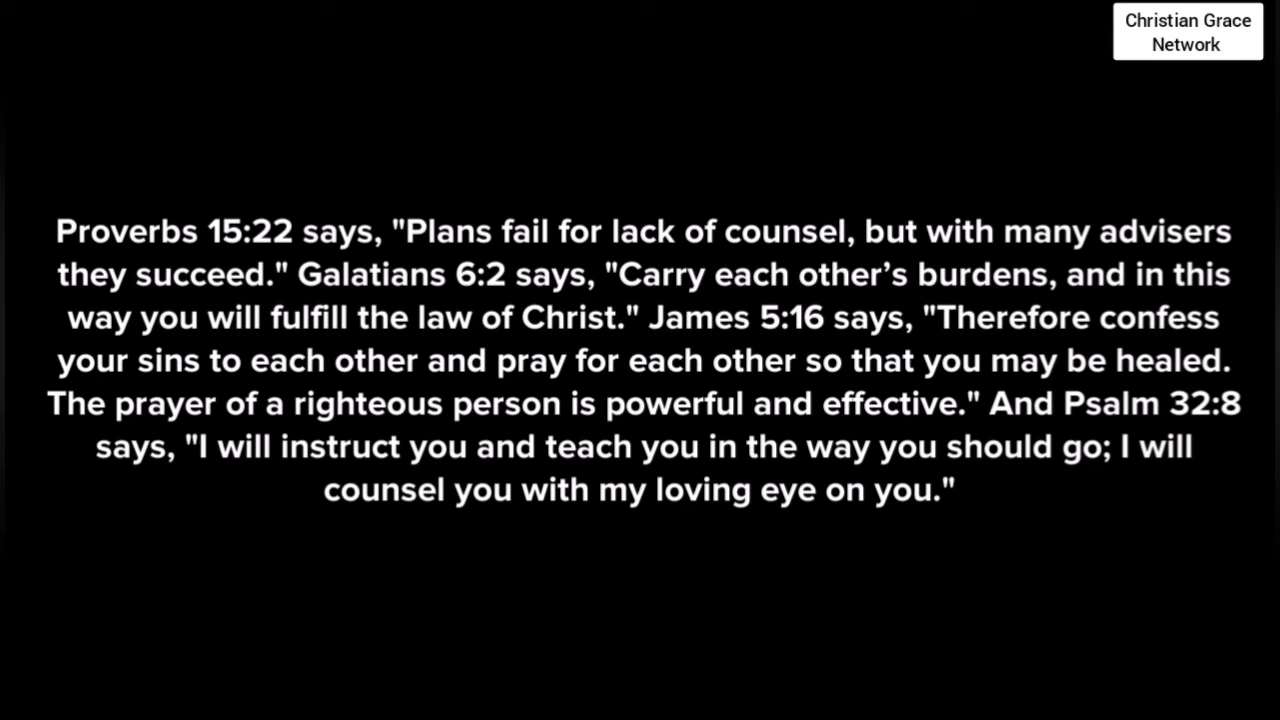 Christian Grace
Network
Proverbs 15:22 says, "Plans fail for lack of counsel, but with many advisers
they succeed." Galatians 6:2 says, "Carry each other’s burdens, and in this
way you will fulfill the law of Christ." James 5:16 says, "Therefore confess
your sins to each other and pray for each other so that you may be healed.
The prayer of a righteous person is powerful and effective." And Psalm 32:8
says, "I will instruct you and teach you in the way you should go; I will
counsel you with my loving eye on you."